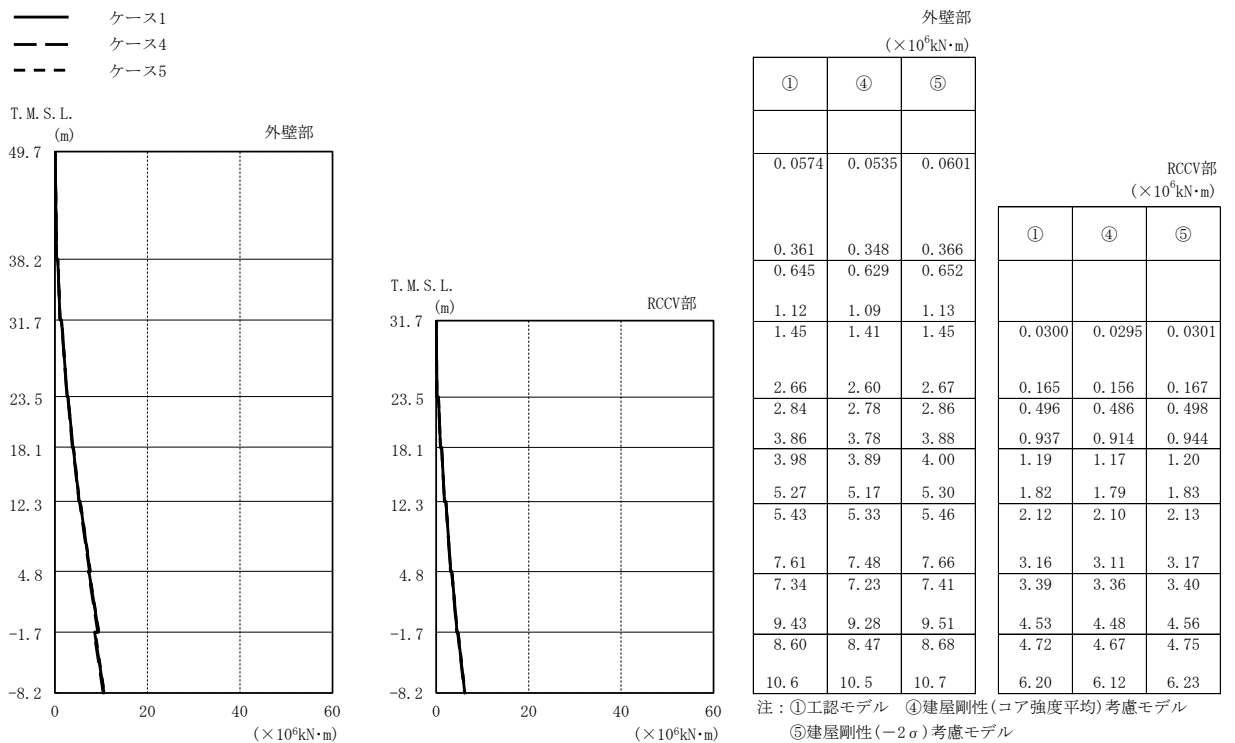 ケース1
ケース4
ケース5
T.M.S.L.
(m)
外壁部
49.7
38.2
31.7
23.5
18.1
12.3
4.8
-1.7
-8.2
0 20 40 60
(×10⁶kN・m)
T.M.S.L.
(m)
RCCV部
31.7
23.5
18.1
12.3
4.8
-1.7
-8.2
0 20 40 60
(×10⁶kN・m)
外壁部
(×10⁶kN・m)
① ④ ⑤
0.0574 0.0535 0.0601
0.361 0.348 0.366
0.645 0.629 0.652
1.12 1.09 1.13
1.45 1.41 1.45
2.66 2.60 2.67
2.84 2.78 2.86
3.86 3.78 3.88
3.98 3.89 4.00
5.27 5.17 5.30
5.43 5.33 5.46
7.61 7.48 7.66
7.34 7.23 7.41
9.43 9.28 9.51
8.60 8.47 8.68
10.6 10.5 10.7
RCCV部
(×10⁶kN・m)
① ④ ⑤
0.0300 0.0295 0.0301
0.165 0.156 0.167
0.496 0.486 0.498
0.937 0.914 0.944
1.19 1.17 1.20
1.82 1.79 1.83
2.12 2.10 2.13
3.16 3.11 3.17
3.39 3.36 3.40
4.53 4.48 4.56
4.72 4.67 4.75
6.20 6.12 6.23
注：①工認モデル ④建屋剛性(コア強度平均)考慮モデル
⑤建屋剛性(－2σ)考慮モデル